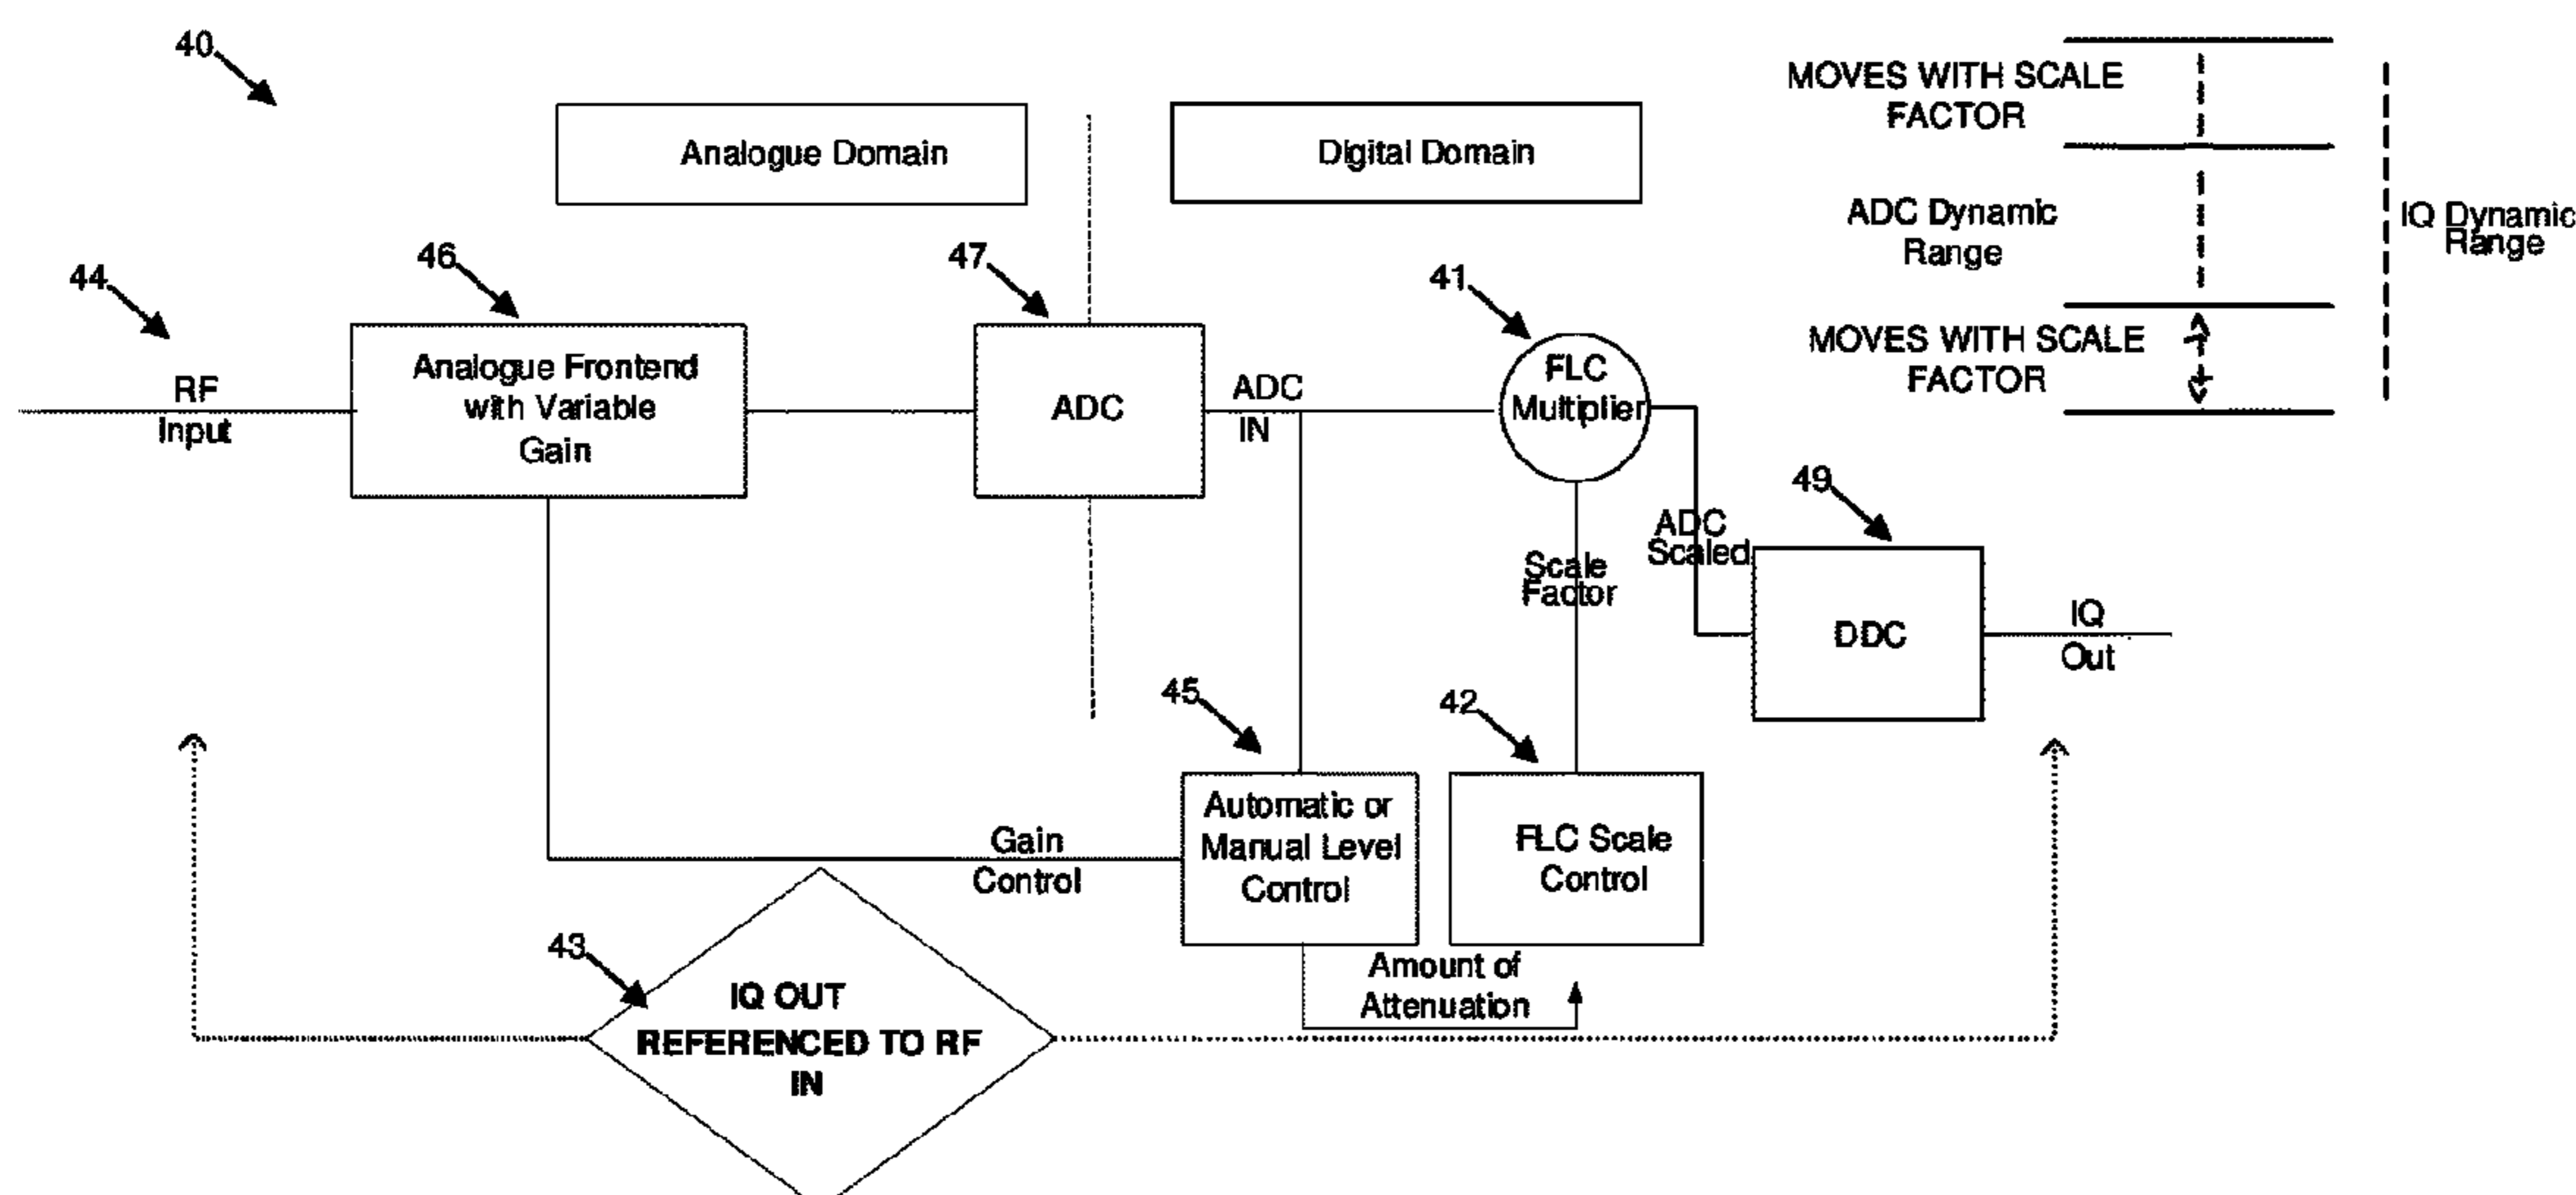 40
Analogue Domain
Digital Domain
MOVES WITH SCALE
FACTOR
ADC Dynamic
Range
IQ Dynamic
Range
MOVES WITH SCALE
FACTOR
44
46
47
41
RF
Input
Analogue Frontend
with Variable
Gain
ADC
ADC
IN
FLC
Multiplier
49
ADC
Scaled
Scale
Factor
DDC
IQ
Out
45
42
Automatic or
Manual Level
Control
FLC Scale
Control
Gain
Control
43
Amount of
Attenuation
IQ OUT
REFERENCED TO RF
IN